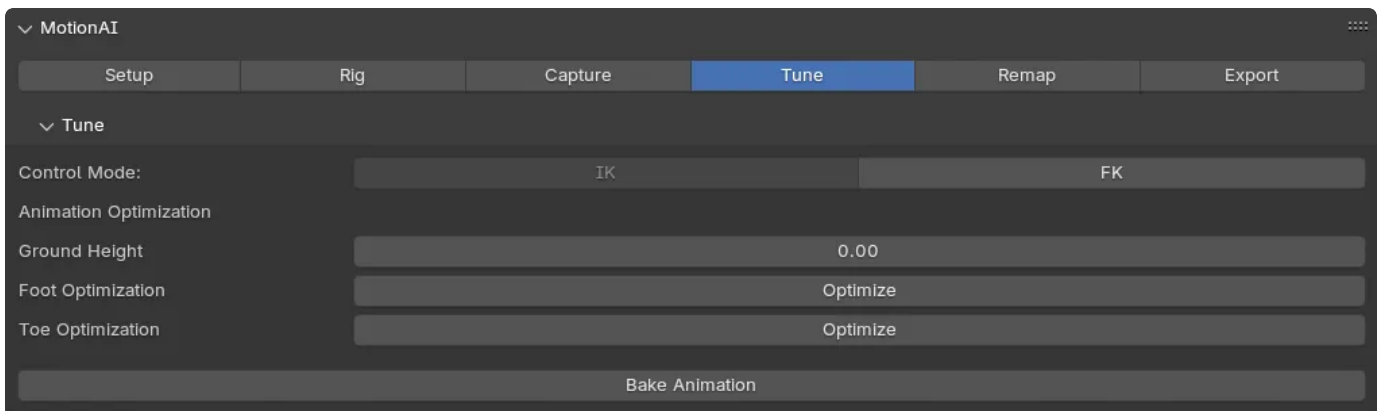 MotionAI
Setup Rig Capture Tune Remap Export
Tune
Control Mode: IK FK
Animation Optimization
Ground Height 0.00
Foot Optimization Optimize
Toe Optimization Optimize
Bake Animation